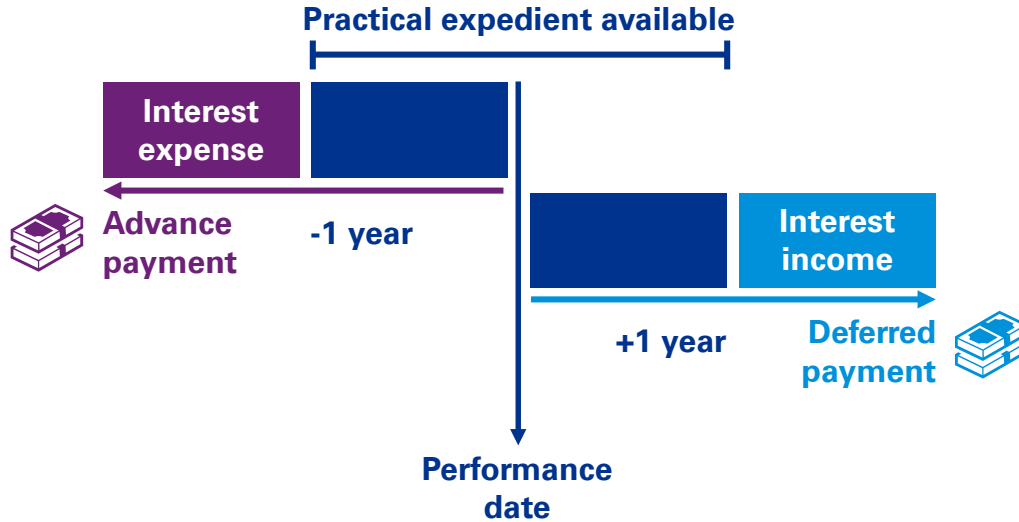 Practical expedient available
Interest
expense
Advance
payment
-1 year
Interest
income
+1 year
Deferred
payment
Performance
date